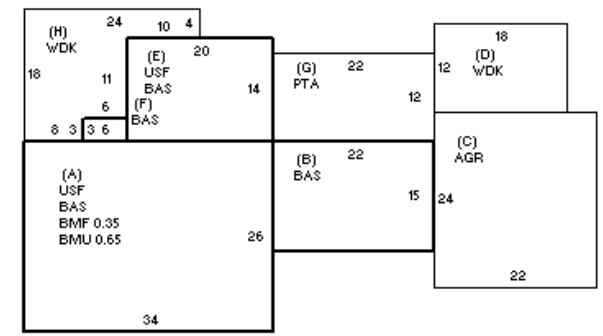 24 10 4
(H)
WDK
18 11
6
8 3 3 6
(E) 20
USF
BAS 14
(F)
BAS
(G) 22
PTA
12
18
(D)
12 WDK
(A)
USF
BAS
BMF 0.35
BMU 0.65
26
34
(B) 22
BAS
15
(C)
AGR
24
22